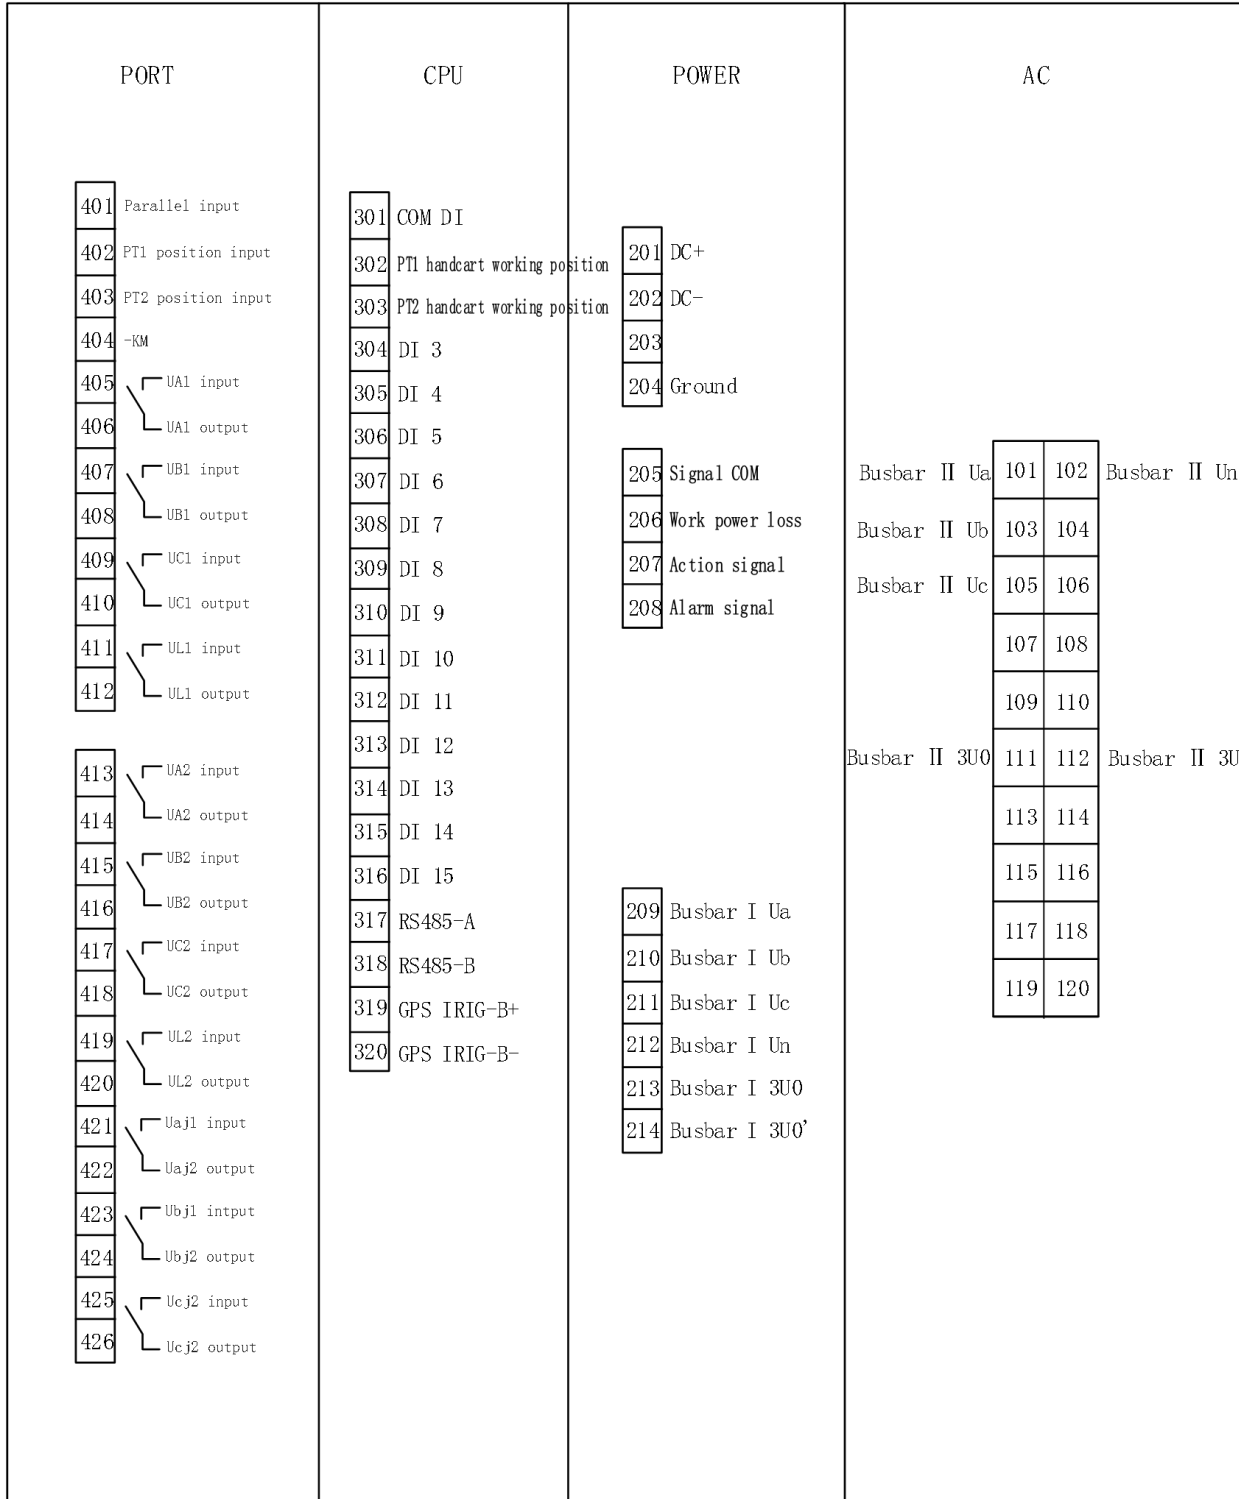 PORT
CPU
POWER
AC
401 Parallel input
402 PT1 position input
403 PT2 position input
404 -KM
405 UA1 input
406 UA1 output
407 UB1 input
408 UB1 output
409 UC1 input
410 UC1 output
411 UL1 input
412 UL1 output
413 UA2 input
414 UA2 output
415 UB2 input
416 UB2 output
417 UC2 input
418 UC2 output
419 UL2 input
420 UL2 output
421 Uaj1 input
422 Uaj2 output
423 Ubj1 intput
424 Ubj2 output
425 Ucj2 input
426 Ucj2 output
301 COM DI
302 PT1 handcart working position
303 PT2 handcart working position
304 DI 3
305 DI 4
306 DI 5
307 DI 6
308 DI 7
309 DI 8
310 DI 9
311 DI 10
312 DI 11
313 DI 12
314 DI 13
315 DI 14
316 DI 15
317 RS485-A
318 RS485-B
319 GPS IRIG-B+
320 GPS IRIG-B-
201 DC+
202 DC-
203
204 Ground
205 Signal COM
206 Work power loss
207 Action signal
208 Alarm signal
209 Busbar I Ua
210 Busbar I Ub
211 Busbar I Uc
212 Busbar I Un
213 Busbar I 3U0
214 Busbar I 3U0'
Busbar II Ua 101 102 Busbar II Un
Busbar II Ub 103 104
Busbar II Uc 105 106
107 108
109 110
Busbar II 3U0 111 112 Busbar II 3U
113 114
115 116
117 118
119 120